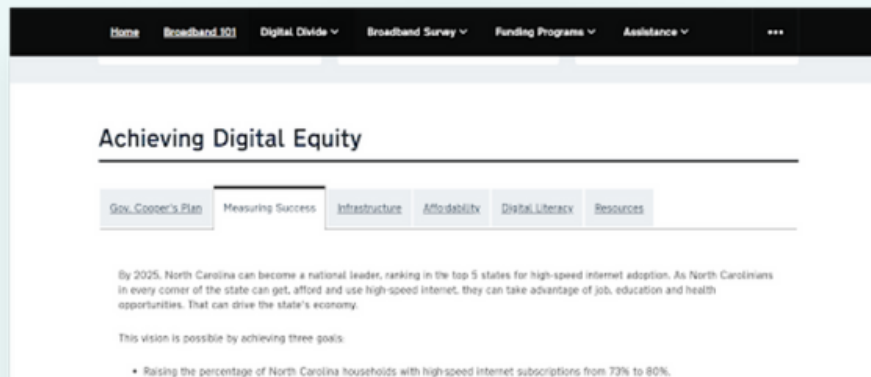 Home Broadband 101 Digital Divide Broadband Survey Funding Programs Assistance •••
Achieving Digital Equity
Gov. Cooper's Plan Measuring Success Infrastructure Affordability Digital Literacy Resources
By 2025, North Carolina can become a national leader, ranking in the top 5 states for high-speed internet adoption. As North Carolinians
in every corner of the state can get, afford and use high-speed internet, they can take advantage of job, education and health
opportunities. That can drive the state's economy.
This vision is possible by achieving three goals:
• Raising the percentage of North Carolina households with high-speed internet subscriptions from 73% to 80%.